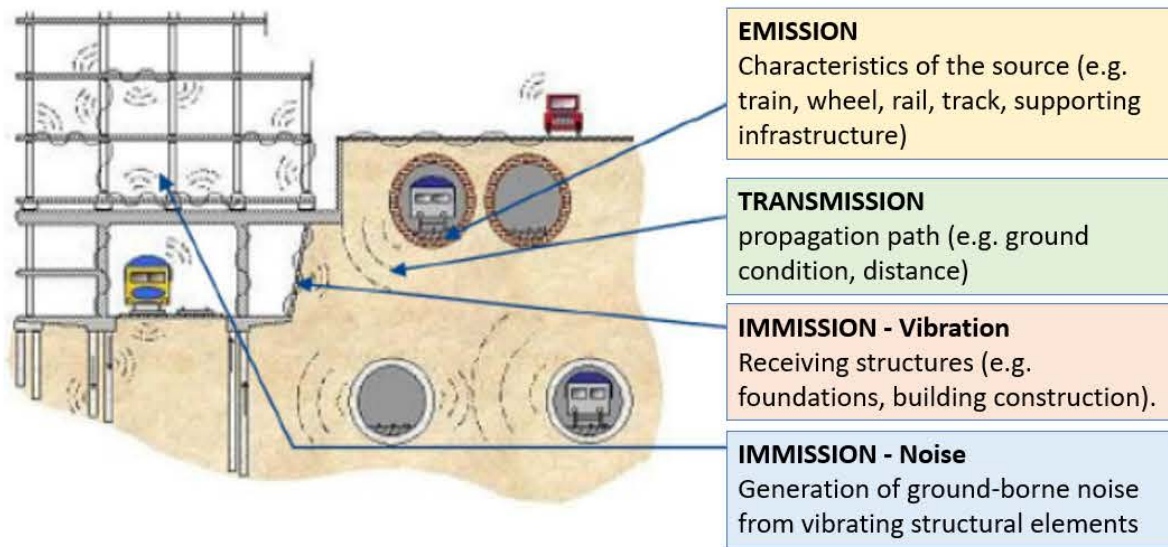 EMISSION
Characteristics of the source (e.g.
train, wheel, rail, track, supporting
infrastructure)
TRANSMISSION
propagation path (e.g. ground
condition, distance)
IMMISSION - Vibration
Receiving structures (e.g.
foundations, building construction).
IMMISSION - Noise
Generation of ground-borne noise
from vibrating structural elements